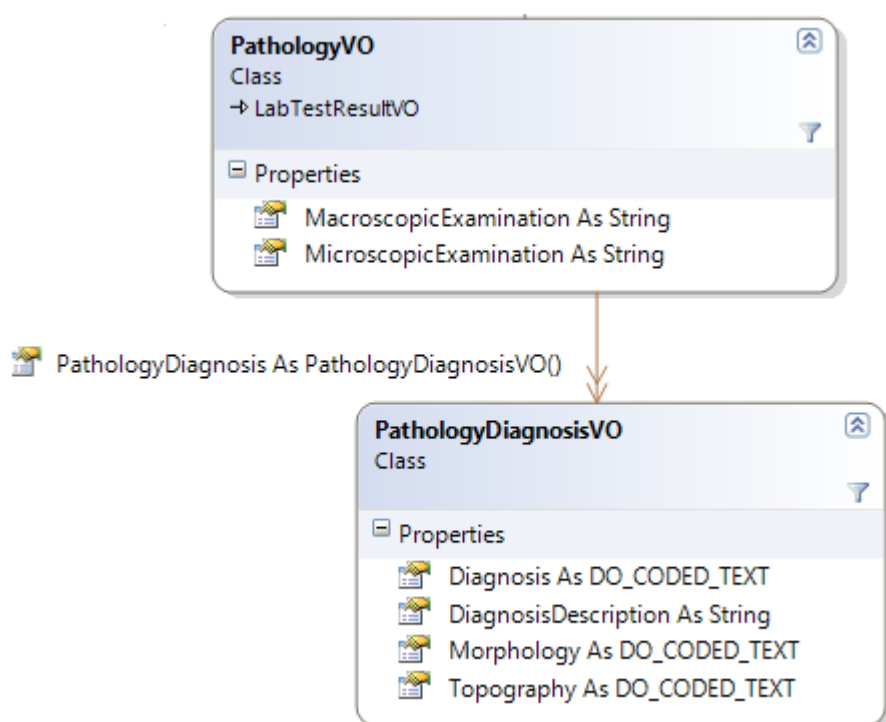 PathologyVO
Class
LabTestResultVO
Properties
MacroscopicExamination As String
MicroscopicExamination As String
PathologyDiagnosis As PathologyDiagnosisVO()
PathologyDiagnosisVO
Class
Properties
Diagnosis As DO_CODED_TEXT
DiagnosisDescription As String
Morphology As DO_CODED_TEXT
Topography As DO_CODED_TEXT